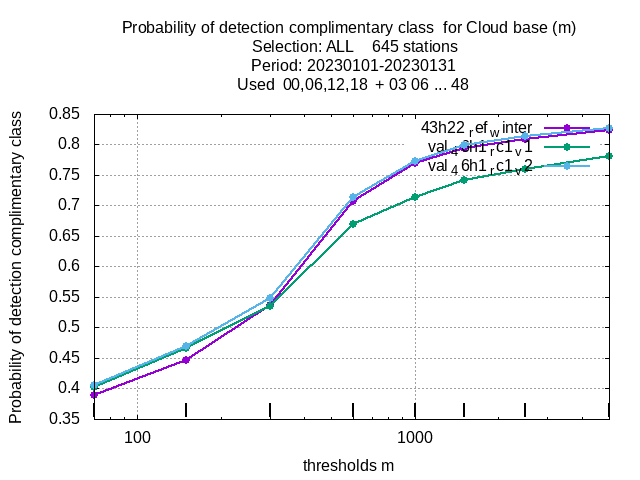 Probability of detection complimentary class  for Cloud base (m)
Selection: ALL    645 stations
Period: 20230101-20230131
Used  00,06,12,18  + 03 06 ... 48
Probability of detection complimentary class
0.85
0.8
0.75
0.7
0.65
0.6
0.55
0.5
0.45
0.4
0.35
43h22_ref_winter
val_46h1_rc1_v1
val_46h1_rc1_v2
100
1000
thresholds m